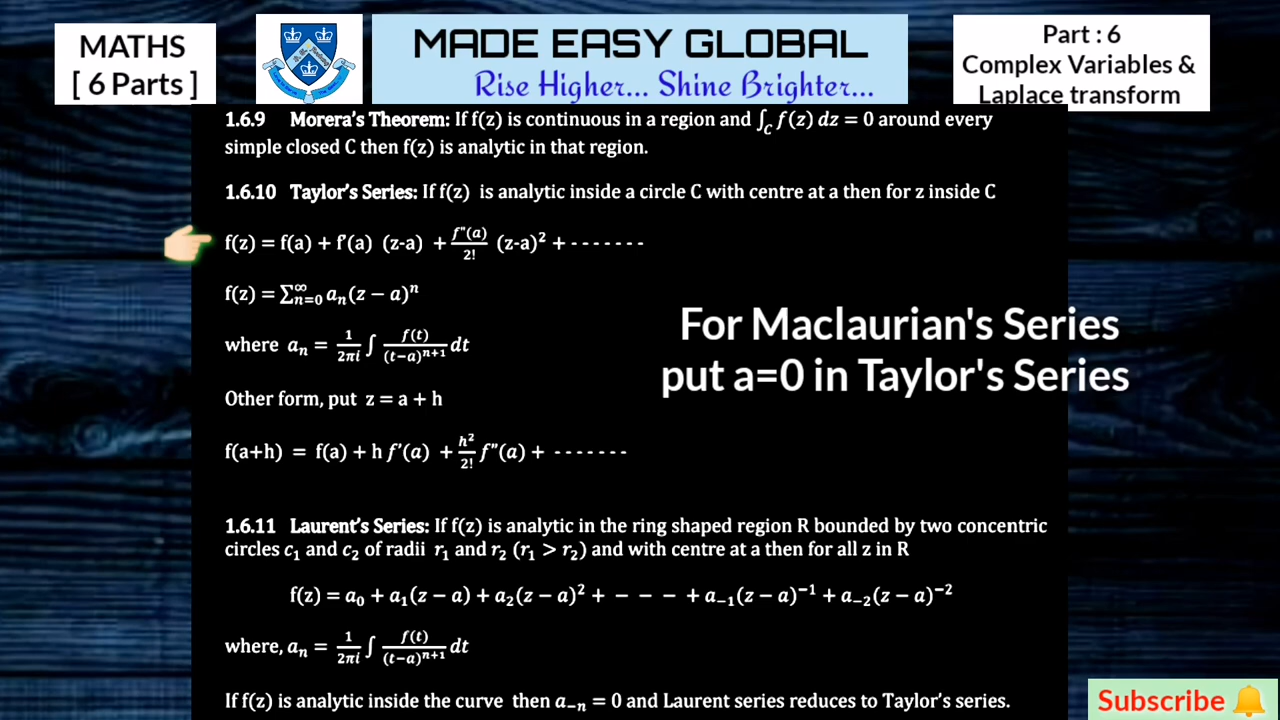 MATHS
[ 6 Parts ]
MADE EASY GLOBAL
Rise Higher... Shine Brighter...
Part : 6
Complex Variables &
Laplace transform
1.6.9 Morera's Theorem: If f(z) is continuous in a region and ∫_C f(z) dz = 0 around every
simple closed C then f(z) is analytic in that region.
1.6.10 Taylor's Series: If f(z) is analytic inside a circle C with centre at a then for z inside C
f(z) = f(a) + f'(a) (z-a) + f"(a)/2! (z-a)² + - - - - - - -
f(z) = ∑_{n=0}^{∞} a_n(z − a)^n
where a_n = 1/2πi ∫ f(t)/(t−a)^{n+1} dt
Other form, put z = a + h
f(a+h) = f(a) + h f'(a) + h²/2! f"(a) + - - - - - - -
For Maclaurian's Series
put a=0 in Taylor's Series
1.6.11 Laurent's Series: If f(z) is analytic in the ring shaped region R bounded by two concentric
circles c₁ and c₂ of radii r₁ and r₂ (r₁ > r₂) and with centre at a then for all z in R
f(z) = a₀ + a₁(z − a) + a₂(z − a)² + − − − + a₋₁(z − a)⁻¹ + a₋₂(z − a)⁻²
where, a_n = 1/2πi ∫ f(t)/(t−a)^{n+1} dt
If f(z) is analytic inside the curve then a₋ₙ = 0 and Laurent series reduces to Taylor's series.
Subscribe